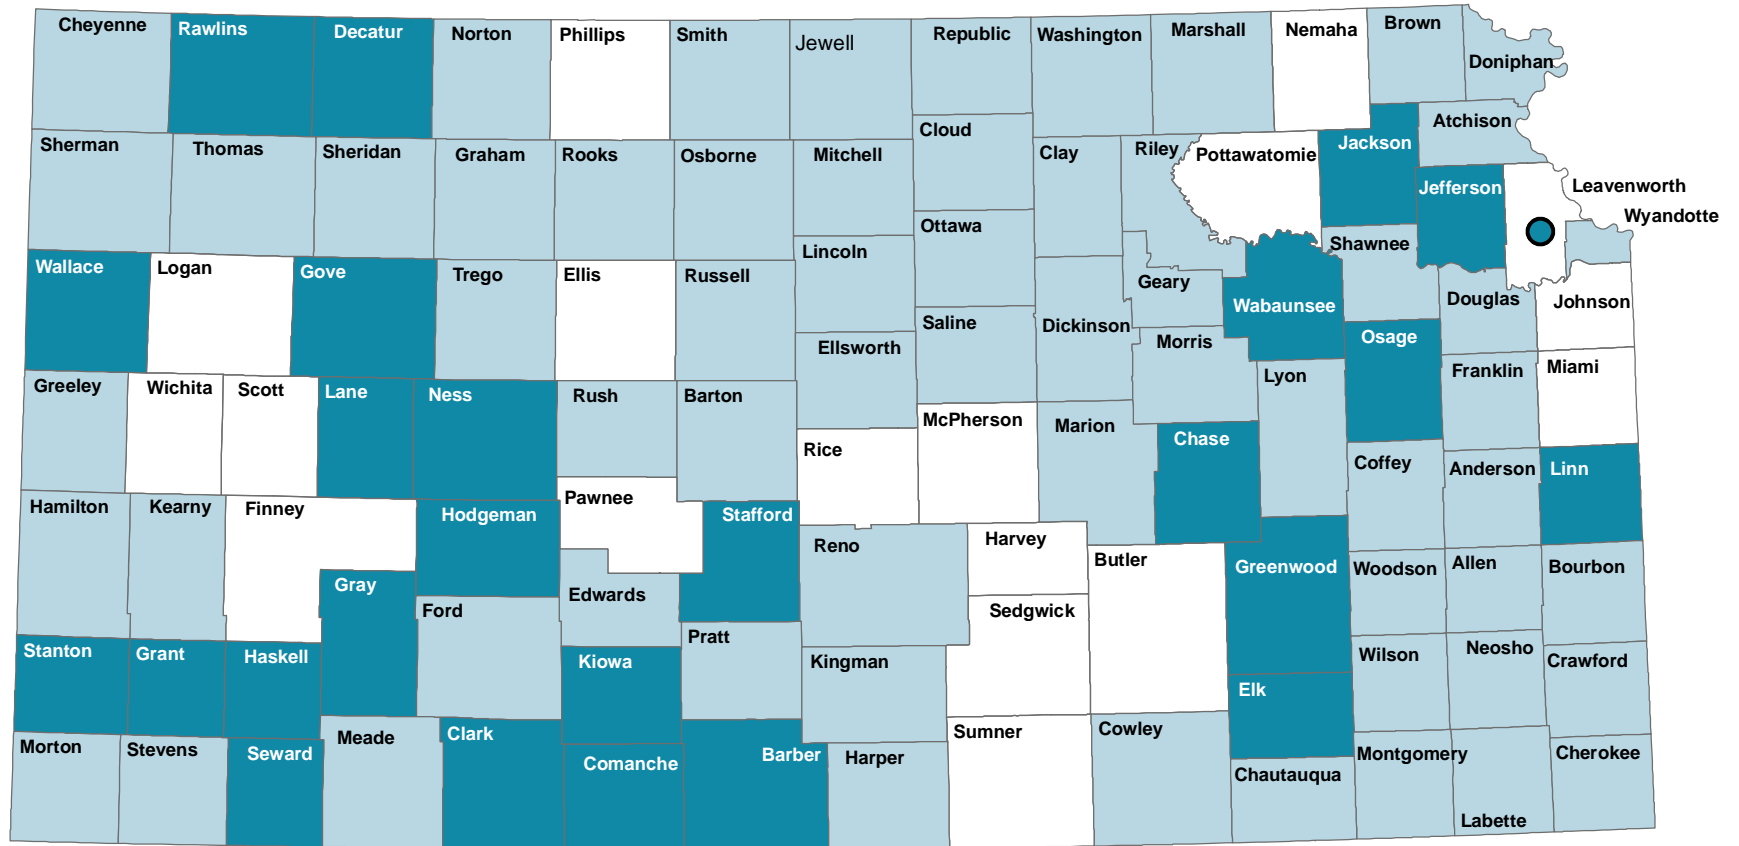 Cheyenne
Rawlins
Decatur
Norton
Phillips
Smith
Jewell
Republic
Washington
Marshall
Nemaha
Brown
Doniphan
Sherman
Thomas
Sheridan
Graham
Rooks
Osborne
Mitchell
Cloud
Clay
Riley
Pottawatomie
Jackson
Atchison
Jefferson
Leavenworth
Wyandotte
Ottawa
Lincoln
Shawnee
Wallace
Logan
Gove
Trego
Ellis
Russell
Geary
Wabaunsee
Douglas
Johnson
Saline
Dickinson
Ellsworth
Morris
Osage
Greeley
Wichita
Scott
Lane
Ness
Rush
Barton
Lyon
Franklin
Miami
Rice
McPherson
Marion
Chase
Coffey
Anderson
Linn
Hamilton
Kearny
Finney
Hodgeman
Pawnee
Stafford
Reno
Harvey
Butler
Greenwood
Woodson
Allen
Bourbon
Gray
Ford
Edwards
Sedgwick
Stanton
Grant
Haskell
Kiowa
Pratt
Kingman
Elk
Wilson
Neosho
Crawford
Morton
Stevens
Seward
Meade
Clark
Comanche
Barber
Harper
Sumner
Cowley
Chautauqua
Montgomery
Cherokee
Labette